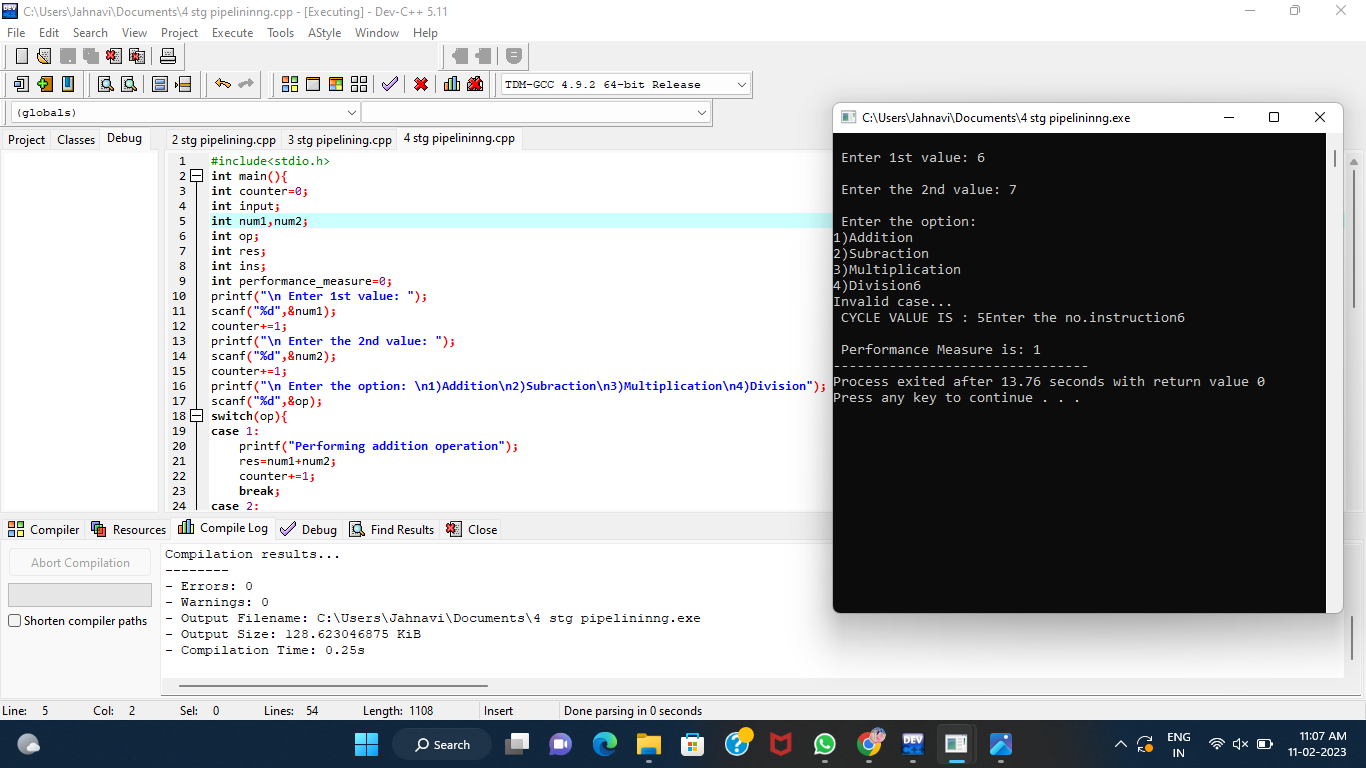 C:\Users\Jahnavi\Documents\4 stg pipelininng.cpp - [Executing] - Dev-C++ 5.11
File Edit Search View Project Execute Tools AStyle Window Help
TDM-GCC 4.9.2 64-bit Release
(globals)
Project Classes Debug
2 stg pipelining.cpp 3 stg pipelining.cpp 4 stg pipelininng.cpp
1 #include<stdio.h>
2 int main(){
3 int counter=0;
4 int input;
5 int num1,num2;
6 int op;
7 int res;
8 int ins;
9 int performance_measure=0;
10 printf("\n Enter 1st value: ");
11 scanf("%d",&num1);
12 counter+=1;
13 printf("\n Enter the 2nd value: ");
14 scanf("%d",&num2);
15 counter+=1;
16 printf("\n Enter the option: \n1)Addition\n2)Subraction\n3)Multiplication\n4)Division");
17 scanf("%d",&op);
18 switch(op){
19 case 1:
20 printf("Performing addition operation");
21 res=num1+num2;
22 counter+=1;
23 break;
24 case 2:
C:\Users\Jahnavi\Documents\4 stg pipelininng.exe
Enter 1st value: 6
Enter the 2nd value: 7
Enter the option:
1)Addition
2)Subraction
3)Multiplication
4)Division6
Invalid case...
CYCLE VALUE IS : 5Enter the no.instruction6
Performance Measure is: 1
--------------------------------
Process exited after 13.76 seconds with return value 0
Press any key to continue . . .
Compiler Resources Compile Log Debug Find Results Close
Abort Compilation
Shorten compiler paths
Compilation results...
--------
- Errors: 0
- Warnings: 0
- Output Filename: C:\Users\Jahnavi\Documents\4 stg pipelininng.exe
- Output Size: 128.623046875 KiB
- Compilation Time: 0.25s
Line: 5 Col: 2 Sel: 0 Lines: 54 Length: 1108 Insert Done parsing in 0 seconds
Search
DEV
ENG
IN
11:07 AM
11-02-2023